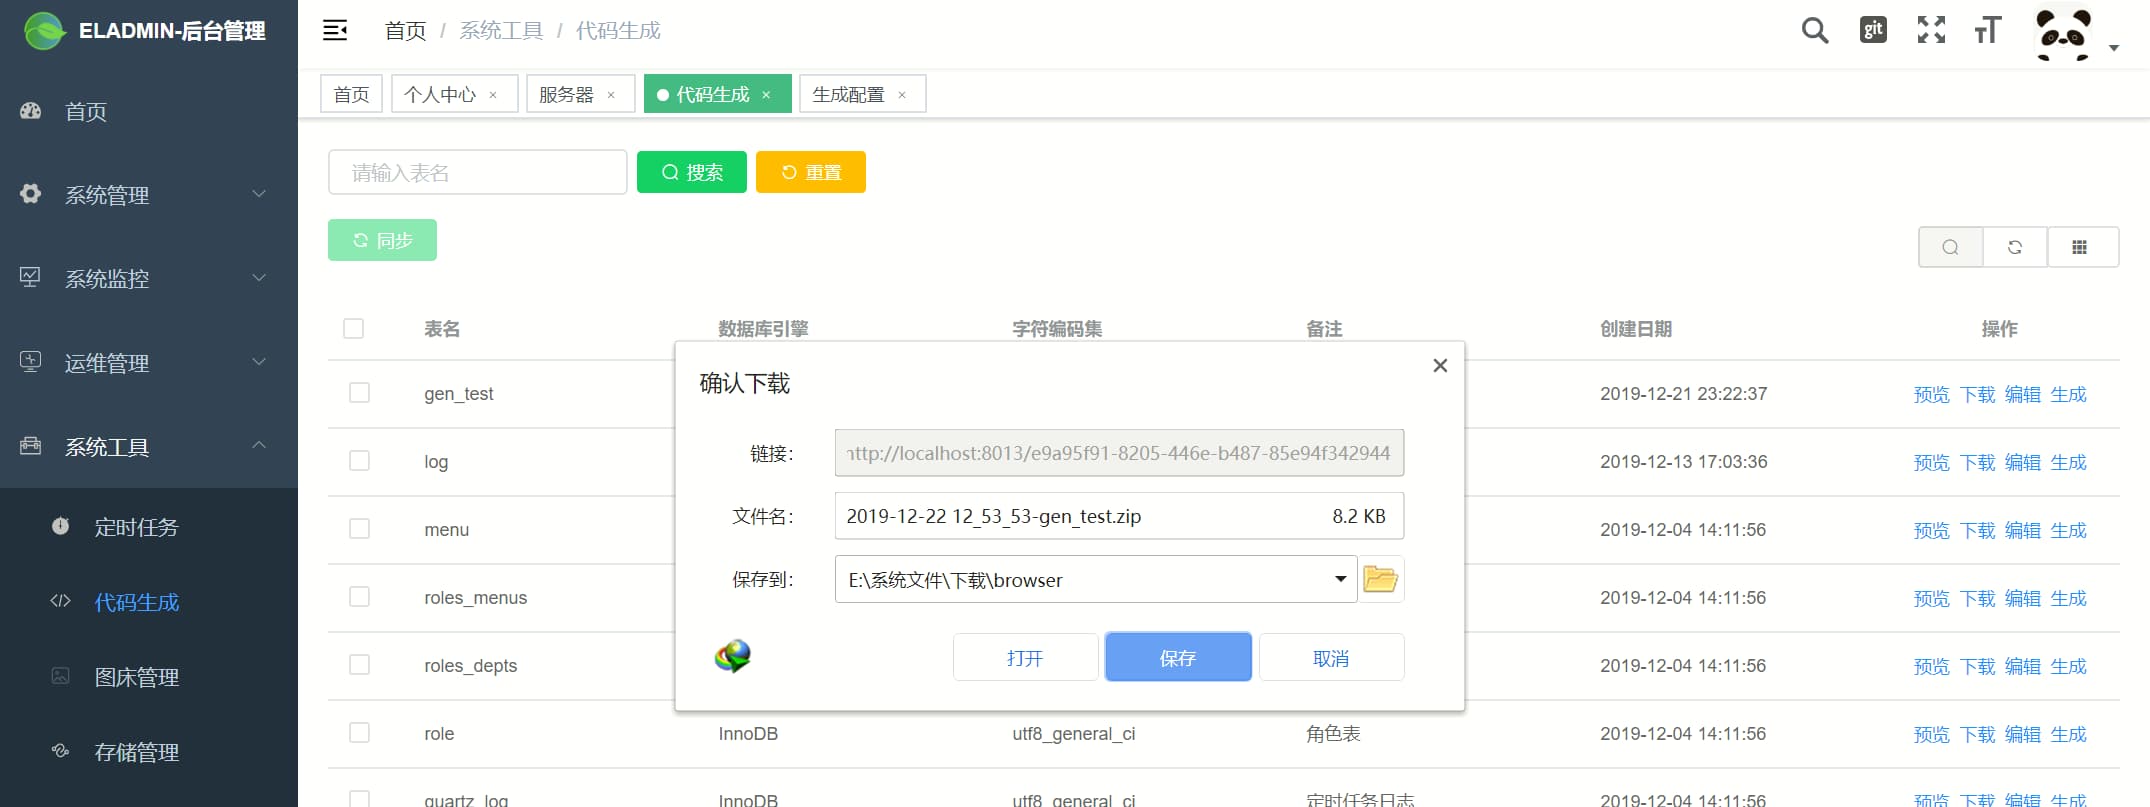 ELADMIN-后台管理
首页 / 系统工具 / 代码生成
git
首页
个人中心 ×
服务器 ×
代码生成 ×
生成配置 ×
首页
系统管理
系统监控
运维管理
系统工具
定时任务
代码生成
图床管理
存储管理
请输入表名
搜索
重置
同步
表名 数据库引擎 字符编码集 备注 创建日期 操作
gen_test 2019-12-21 23:22:37 预览 下载 编辑 生成
log 2019-12-13 17:03:36 预览 下载 编辑 生成
menu 2019-12-04 14:11:56 预览 下载 编辑 生成
roles_menus 2019-12-04 14:11:56 预览 下载 编辑 生成
roles_depts 2019-12-04 14:11:56 预览 下载 编辑 生成
role InnoDB utf8_general_ci 角色表 2019-12-04 14:11:56 预览 下载 编辑 生成
quartz_log InnoDB utf8_general_ci 定时任务日志 2019-12-04 14:11:56 预览 下载 编辑 生成
确认下载
链接： http://localhost:8013/e9a95f91-8205-446e-b487-85e94f342944
文件名： 2019-12-22 12_53_53-gen_test.zip 8.2 KB
保存到： E:\系统文件\下载\browser
打开
保存
取消